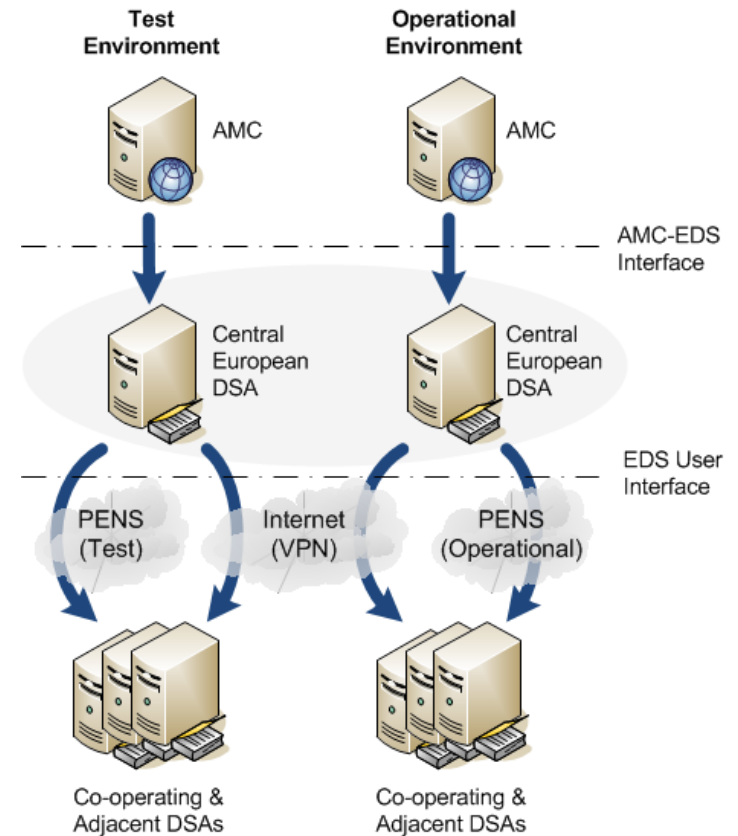 Test
Environment
Operational
Environment
AMC
AMC
AMC-EDS
Interface
Central
European
DSA
Central
European
DSA
EDS User
Interface
PENS
(Test)
Internet
(VPN)
PENS
(Operational)
Co-operating &
Adjacent DSAs
Co-operating &
Adjacent DSAs